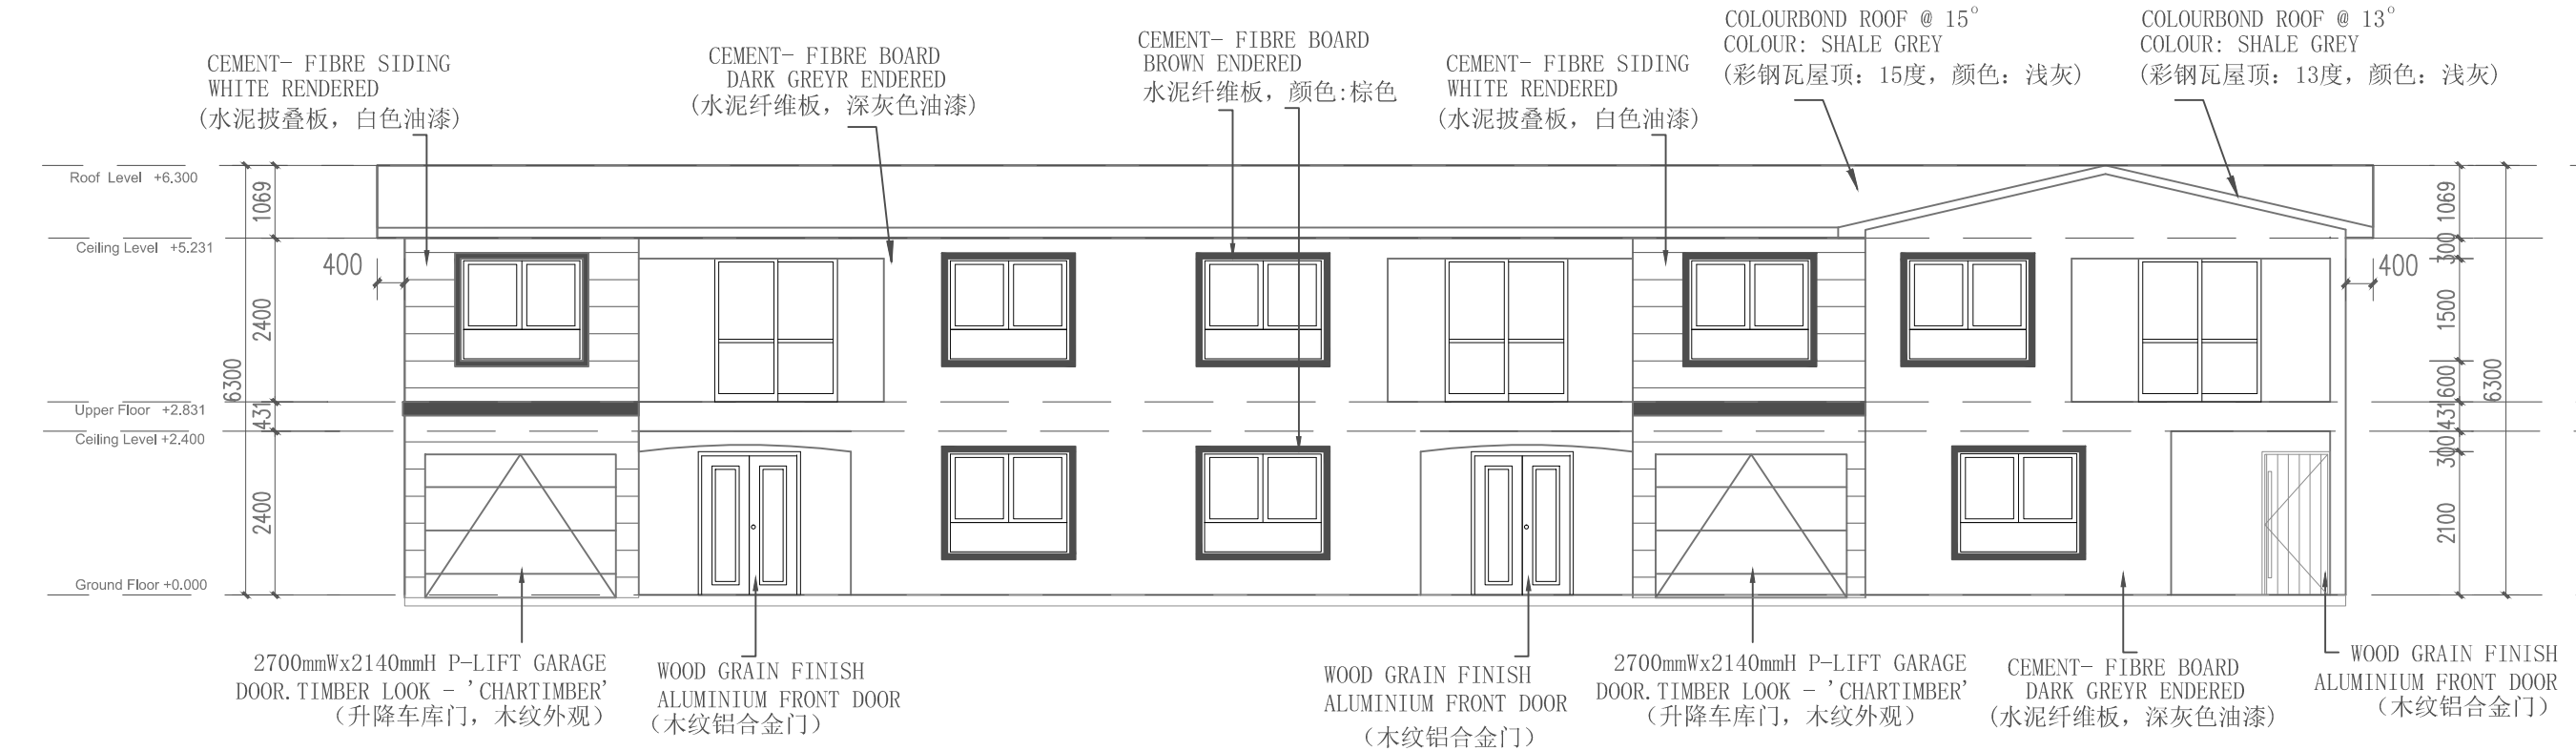 CEMENT- FIBRE SIDING
WHITE RENDERED
(水泥披叠板，白色油漆)
CEMENT- FIBRE BOARD
DARK GREYR ENDERED
(水泥纤维板，深灰色油漆)
CEMENT- FIBRE BOARD
BROWN ENDERED
水泥纤维板，颜色:棕色
CEMENT- FIBRE SIDING
WHITE RENDERED
(水泥披叠板，白色油漆)
COLOURBOND ROOF @ 15°
COLOUR: SHALE GREY
(彩钢瓦屋顶: 15度，颜色: 浅灰)
COLOURBOND ROOF @ 13°
COLOUR: SHALE GREY
(彩钢瓦屋顶: 13度，颜色: 浅灰)
Roof Level +6.300
Ceiling Level +5.231
Upper Floor +2.831
Ceiling Level +2.400
Ground Floor +0.000
6300
1069
2400
431
2400
400
400
1069
300
1500
600
431
300
2100
6300
2700mmWx2140mmH P-LIFT GARAGE
DOOR. TIMBER LOOK - 'CHARTIMBER'
(升降车库门，木纹外观)
WOOD GRAIN FINISH
ALUMINIUM FRONT DOOR
(木纹铝合金门)
WOOD GRAIN FINISH
ALUMINIUM FRONT DOOR
(木纹铝合金门)
2700mmWx2140mmH P-LIFT GARAGE
DOOR. TIMBER LOOK - 'CHARTIMBER'
(升降车库门，木纹外观)
CEMENT- FIBRE BOARD
DARK GREYR ENDERED
(水泥纤维板，深灰色油漆)
WOOD GRAIN FINISH
ALUMINIUM FRONT DOOR
(木纹铝合金门)